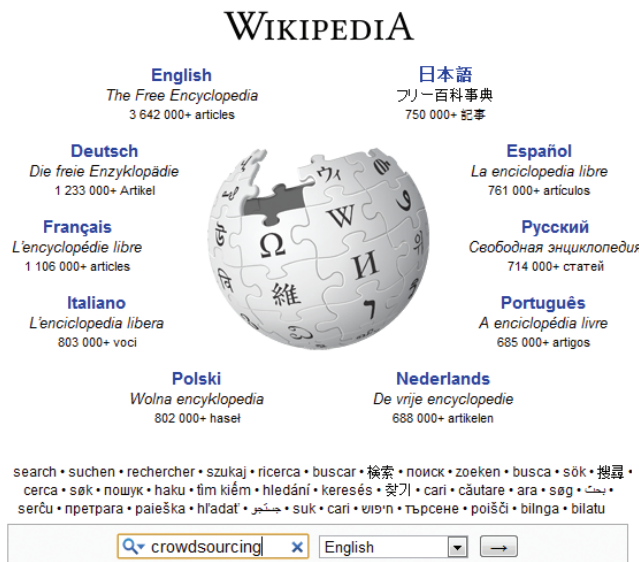 WIKIPEDIA
English
The Free Encyclopedia
3 642 000+ articles
日本語
フリー百科事典
750 000+ 記事
Deutsch
Die freie Enzyklopädie
1 233 000+ Artikel
Español
La enciclopedia libre
761 000+ artículos
Français
L'encyclopédie libre
1 106 000+ articles
Русский
Свободная энциклопедия
714 000+ статей
Italiano
L'enciclopedia libera
803 000+ voci
Português
A enciclopédia livre
685 000+ artigos
Polski
Wolna encyklopedia
802 000+ haseł
Nederlands
De vrije encyclopedie
688 000+ artikelen
Ω W И 維 ウィ ר
search • suchen • rechercher • szukaj • ricerca • buscar • 検索 • поиск • zoeken • busca • sök • 搜尋 •
cerca • søk • пошук • haku • tìm kiếm • hledání • keresés • 찾기 • cari • căutare • ara • søg • بحث •
serĉu • претрага • paieška • hľadať • جستجو • suk • cari • חיפוש • търсене • poišči • bilnga • bilatu
crowdsourcing English →